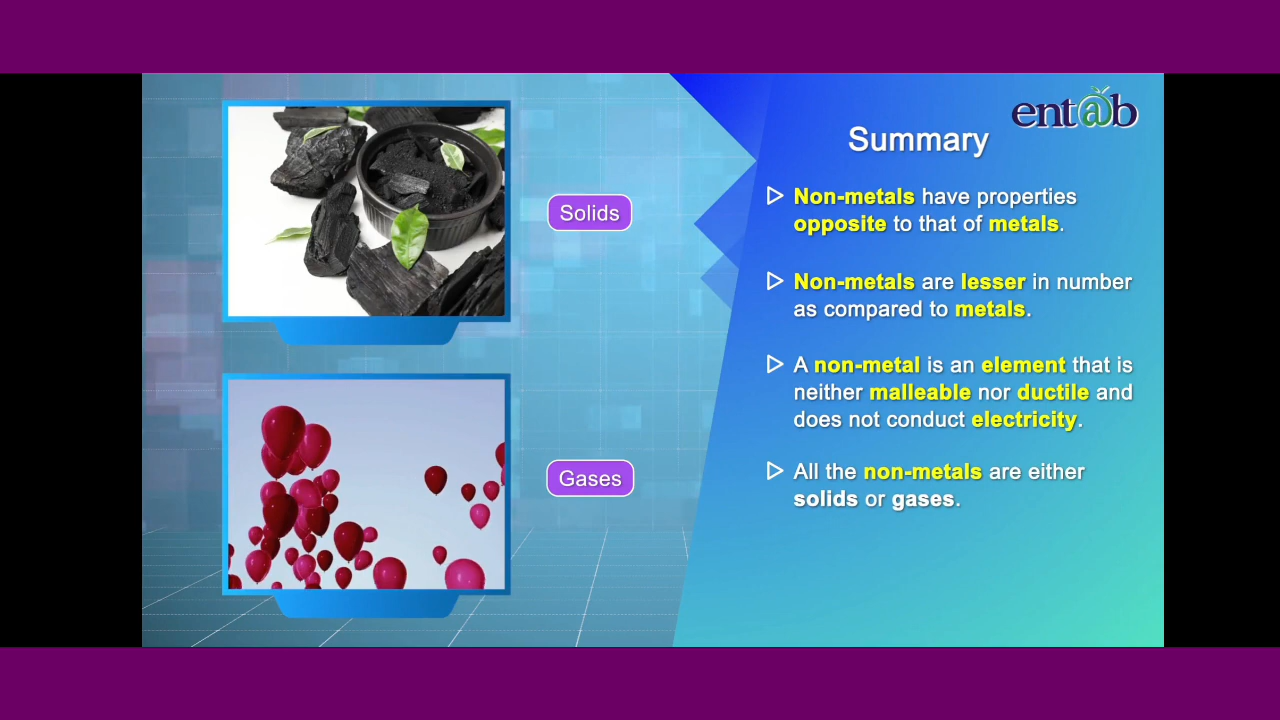 entab
Summary
Non-metals have properties
opposite to that of metals.
Non-metals are lesser in number
as compared to metals.
A non-metal is an element that is
neither malleable nor ductile and
does not conduct electricity.
All the non-metals are either
solids or gases.
Solids
Gases